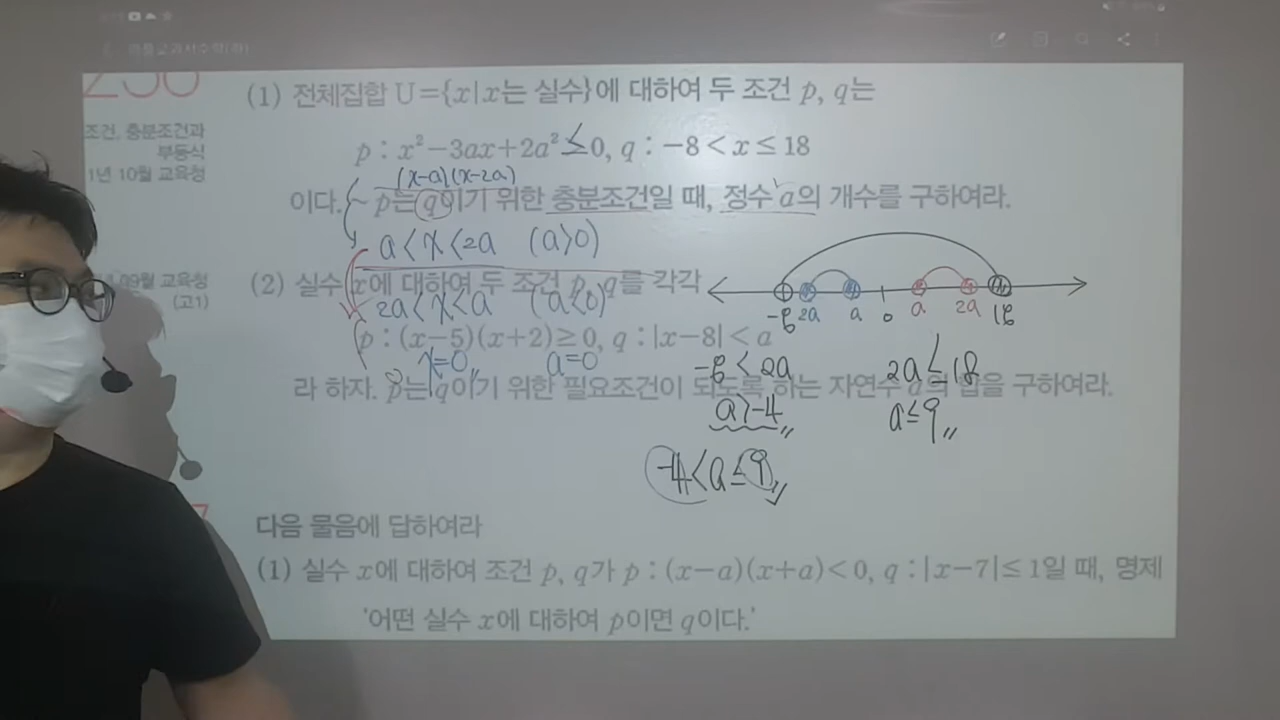 (1) 전체집합 U={x|x는 실수}에 대하여 두 조건 p, q는
조건, 충분조건과
부등식
1년 10월 교육청
p : x²-3ax+2a²≤0, q : -8<x≤18
(x-a)(x-2a)
이다. p는 q이기 위한 충분조건일 때, 정수 a의 개수를 구하여라.
a<x<2a (a>0)
09월 교육청
(고1)
(2) 실수 x에 대하여 두 조건 p, q를 각각
2a<x<a (a<0)
-8 2a a 0 a 2a 18
p : (x-5)(x+2)≥0, q : |x-8|<a
x=0 a=0
-8<2a 2a≤18
라 하자. p는 q이기 위한 필요조건이 되도록 하는 자연수 a의 합을 구하여라.
a>-4 a≤9
-4<a≤9
다음 물음에 답하여라
(1) 실수 x에 대하여 조건 p, q가 p : (x-a)(x+a)<0, q : |x-7|≤1일 때, 명제
'어떤 실수 x에 대하여 p이면 q이다.'